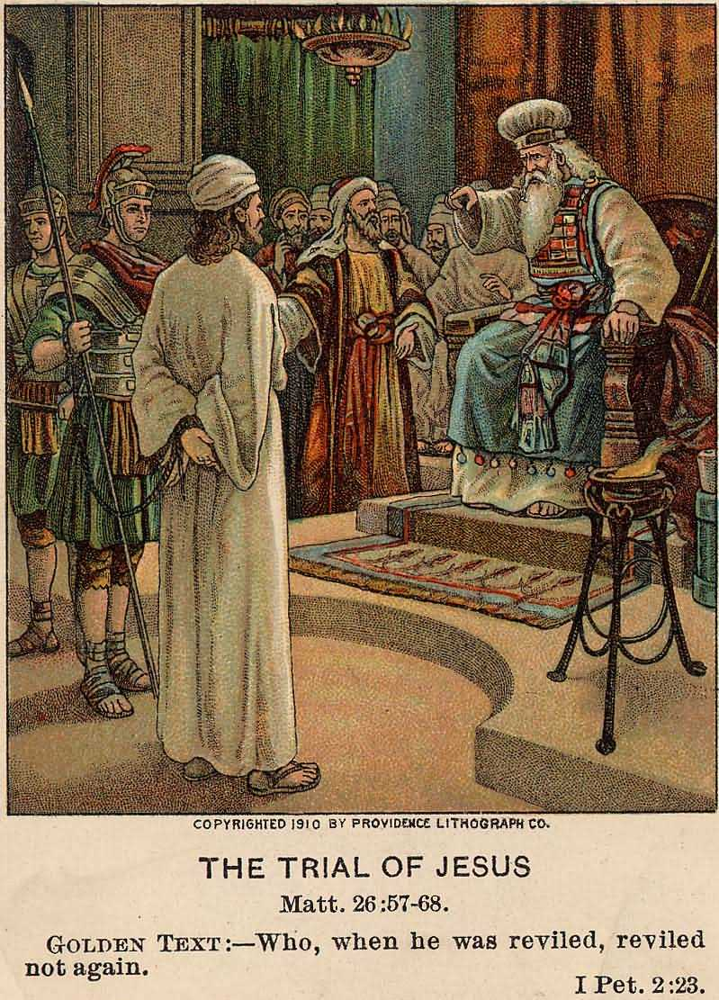 COPYRIGHTED 1910 BY PROVIDENCE LITHOGRAPH CO.
THE TRIAL OF JESUS
Matt. 26:57-68.
GOLDEN TEXT:—Who, when he was reviled, reviled
not again.
I Pet. 2:23.